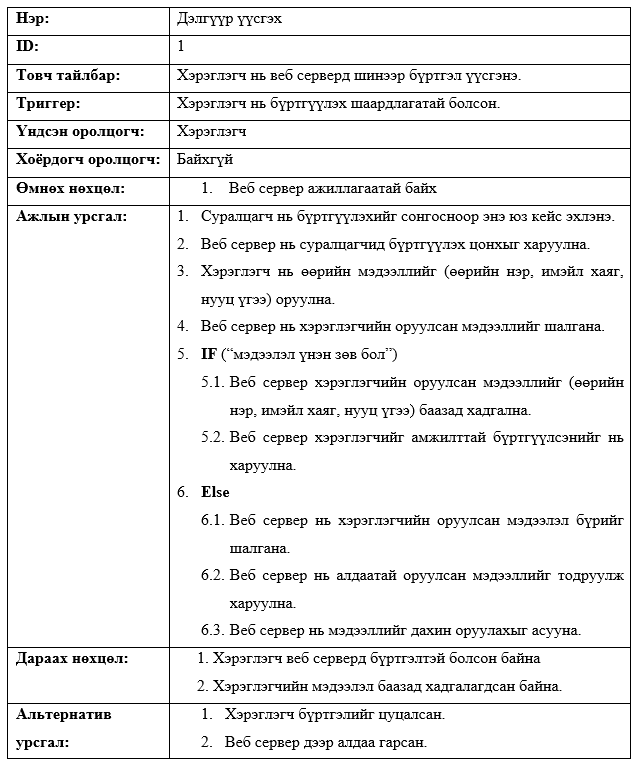 Нэр: Дэлгүүр үүсгэх
ID: 1
Товч тайлбар: Хэрэглэгч нь веб серверд шинээр бүртгэл үүсгэнэ.
Триггер: Хэрэглэгч нь бүртгүүлэх шаардлагатай болсон.
Үндсэн оролцогч: Хэрэглэгч
Хоёрдогч оролцогч: Байхгүй
Өмнөх нөхцөл: 1. Веб сервер ажиллагаатай байх
Ажлын урсгал: 1. Суралцагч нь бүртгүүлэхийг сонгосноор энэ юз кейс эхлэнэ.
2. Веб сервер нь суралцагчид бүртгүүлэх цонхыг харуулна.
3. Хэрэглэгч нь өөрийн мэдээллийг (өөрийн нэр, имэйл хаяг,
нууц үгээ) оруулна.
4. Веб сервер нь хэрэглэгчийн оруулсан мэдээллийг шалгана.
5. IF (“мэдээлэл үнэн зөв бол”)
5.1. Веб сервер хэрэглэгчийн оруулсан мэдээллийг (өөрийн
нэр, имэйл хаяг, нууц үгээ) баазад хадгална.
5.2. Веб сервер хэрэглэгчийг амжилттай бүртгүүлсэнийг нь
харуулна.
6. Else
6.1. Веб сервер нь хэрэглэгчийн оруулсан мэдээлэл бүрийг
шалгана.
6.2. Веб сервер нь алдаатай оруулсан мэдээллийг тодруулж
харуулна.
6.3. Веб сервер нь мэдээллийг дахин оруулахыг асууна.
Дараах нөхцөл: 1. Хэрэглэгч веб серверд бүртгэлтэй болсон байна
2. Хэрэглэгчийн мэдээлэл баазад хадгалагдсан байна.
Альтернатив 1. Хэрэглэгч бүртгэлийг цуцалсан.
урсгал: 2. Веб сервер дээр алдаа гарсан.